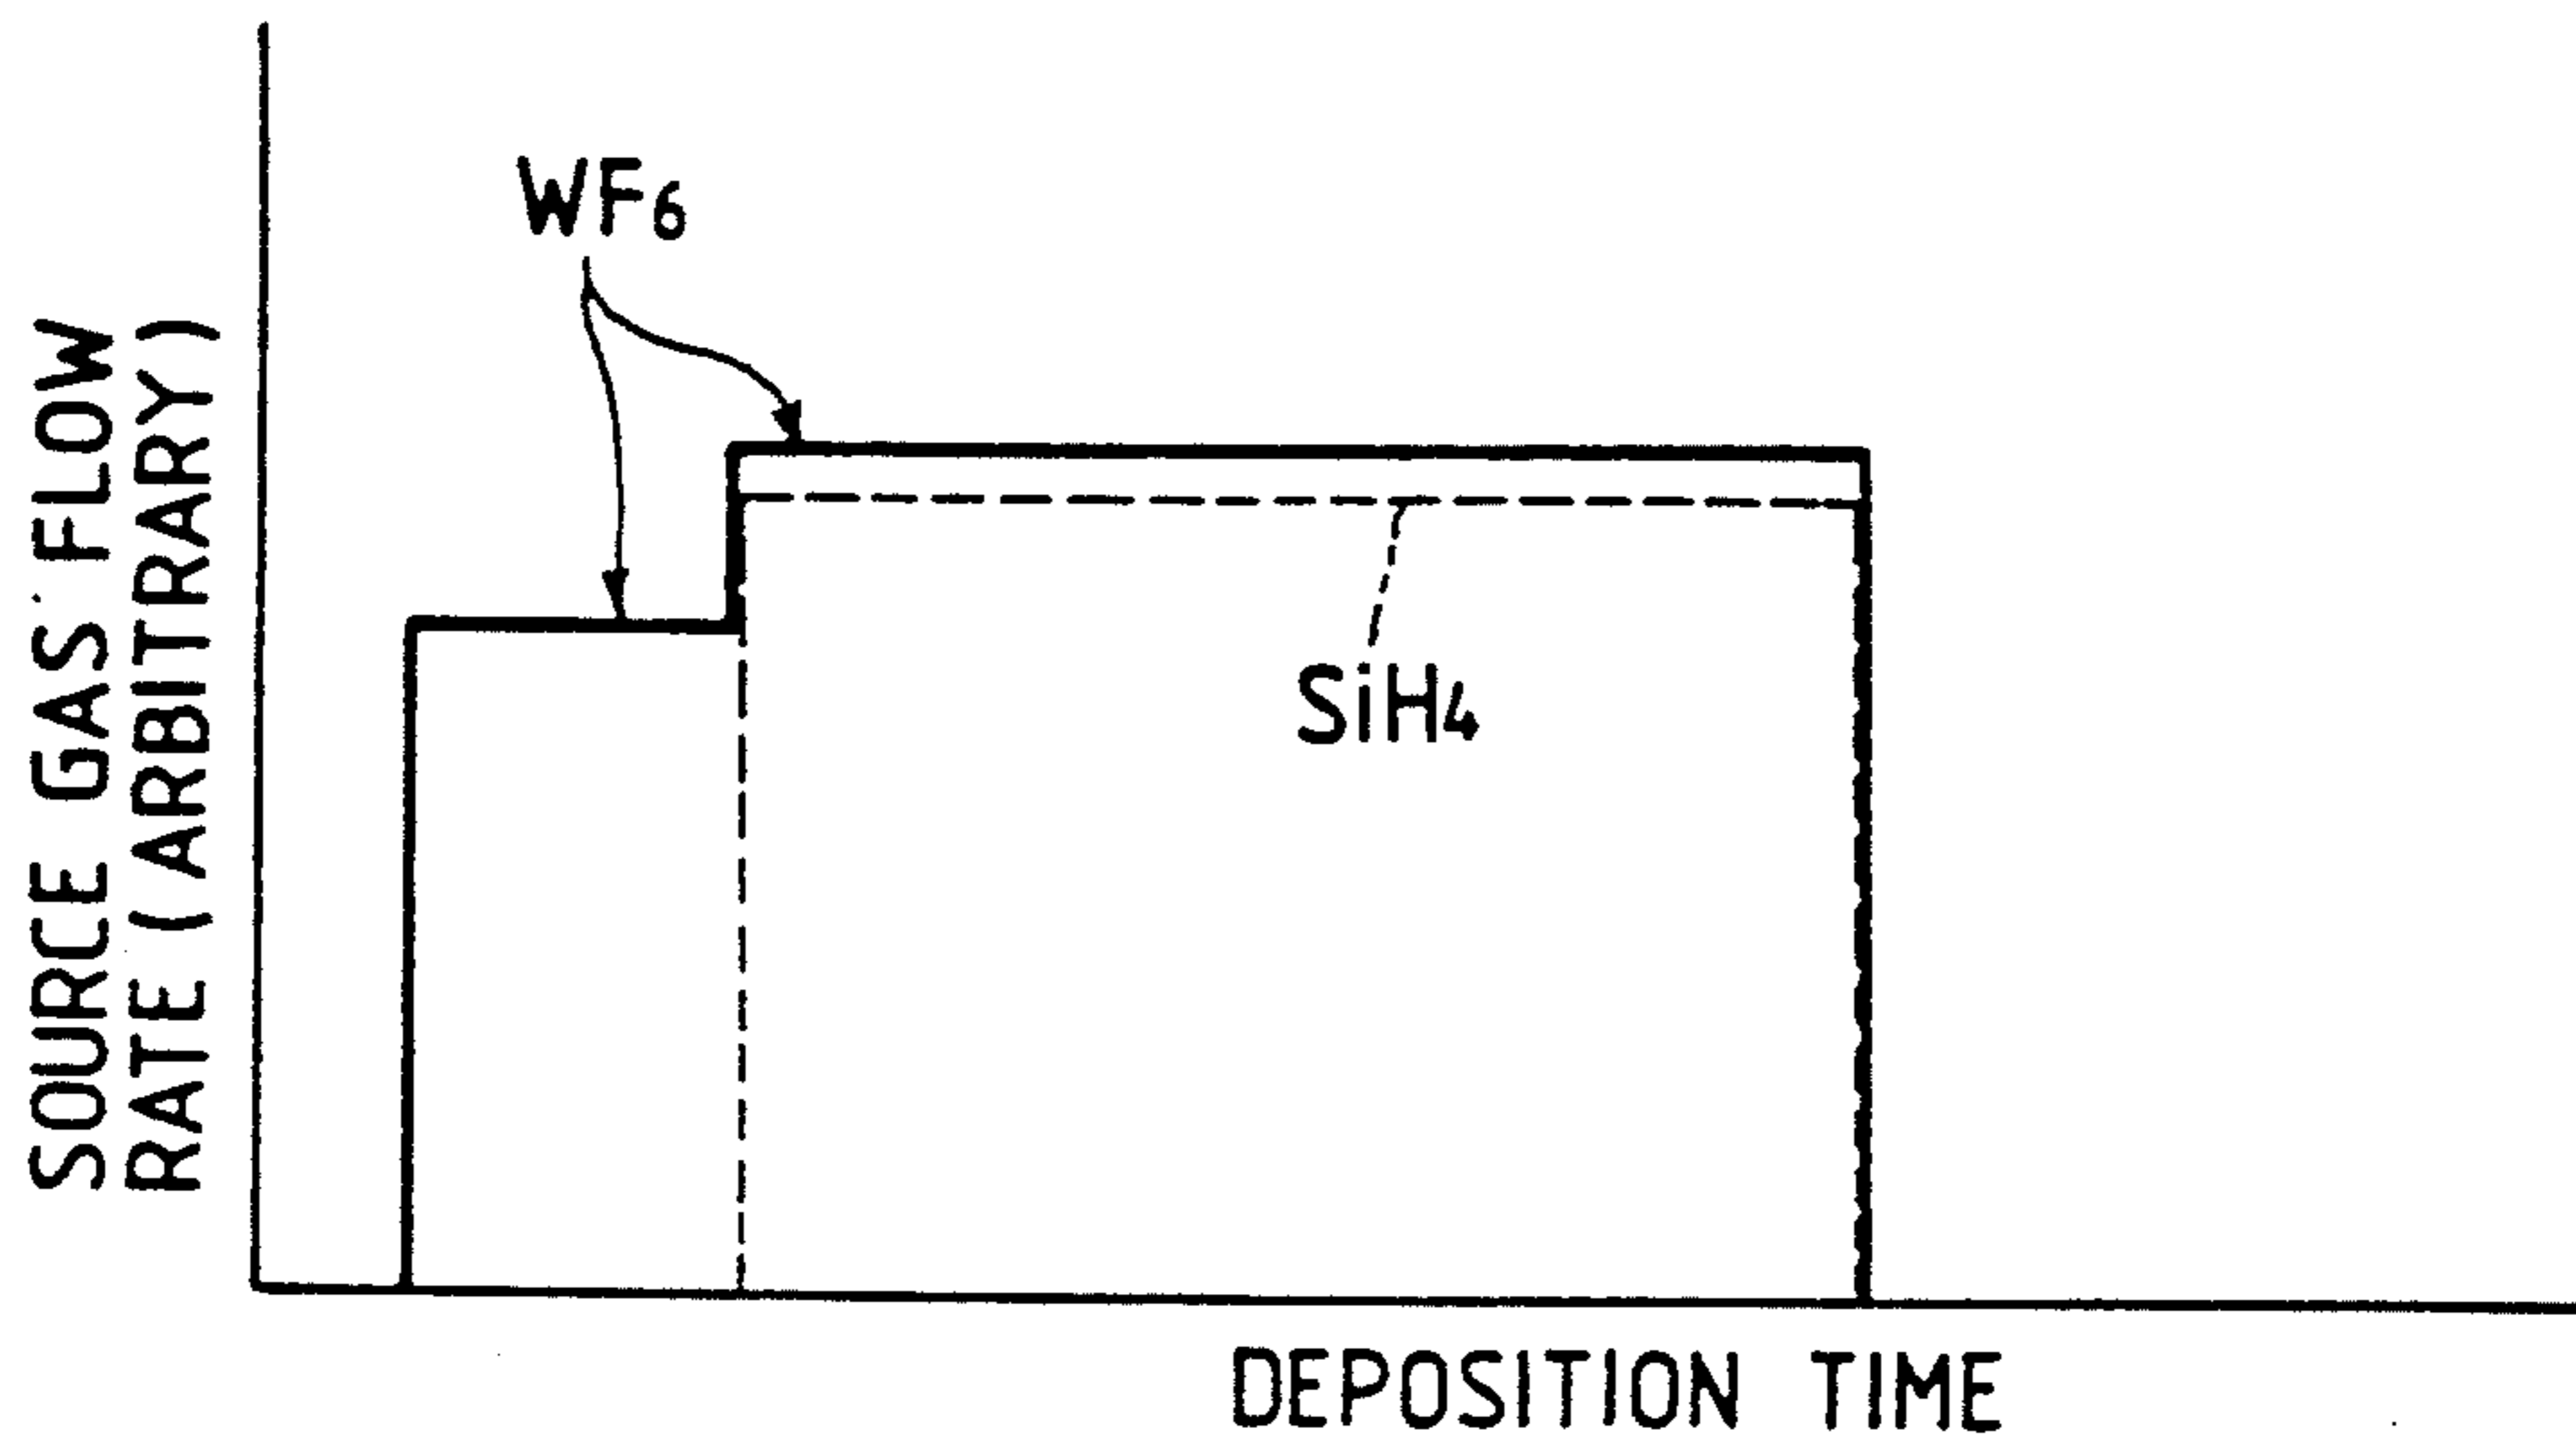 SOURCE GAS FLOW
RATE (ARBITRARY)
WF6
SiH4
DEPOSITION TIME